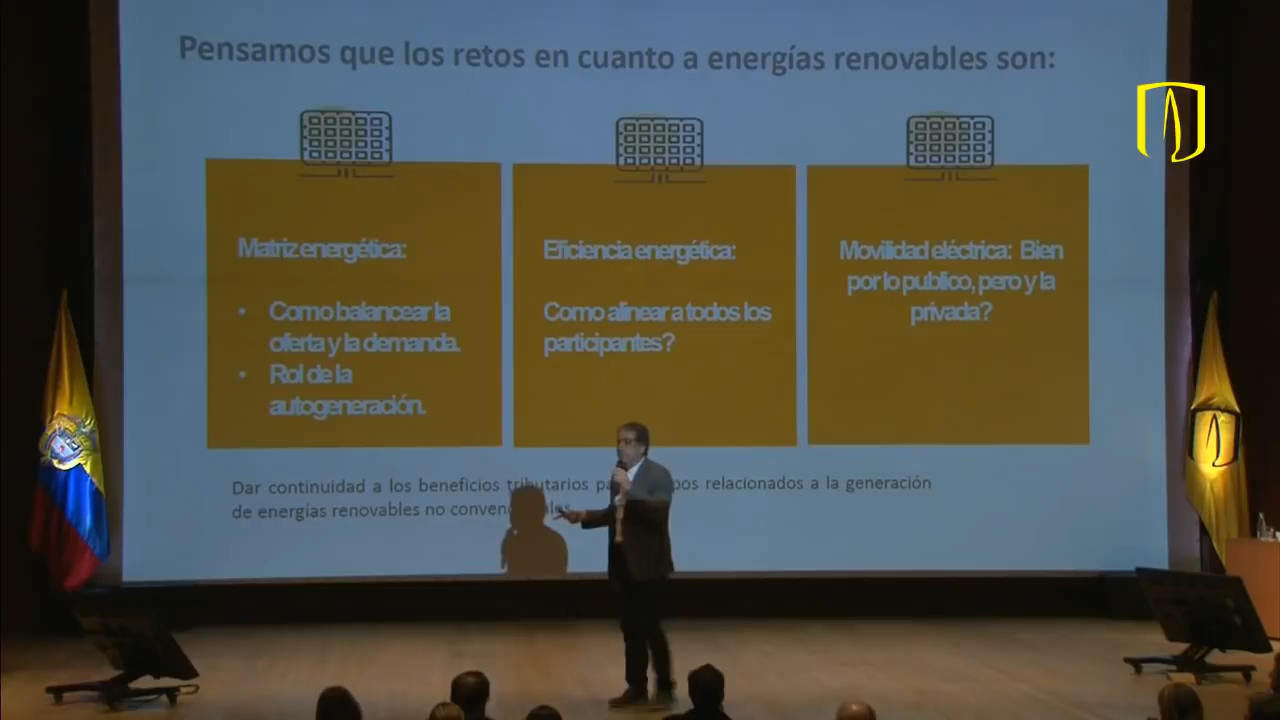 Pensamos que los retos en cuanto a energías renovables son:
Matriz energética:
• Como balancear la
oferta y la demanda.
• Rol de la
autogeneración.
Eficiencia energética:
Como alinear a todos los
participantes?
Movilidad eléctrica: Bien
por lo publico, pero y la
privada?
Dar continuidad a los beneficios tributarios relacionados a la generación
de energías renovables no